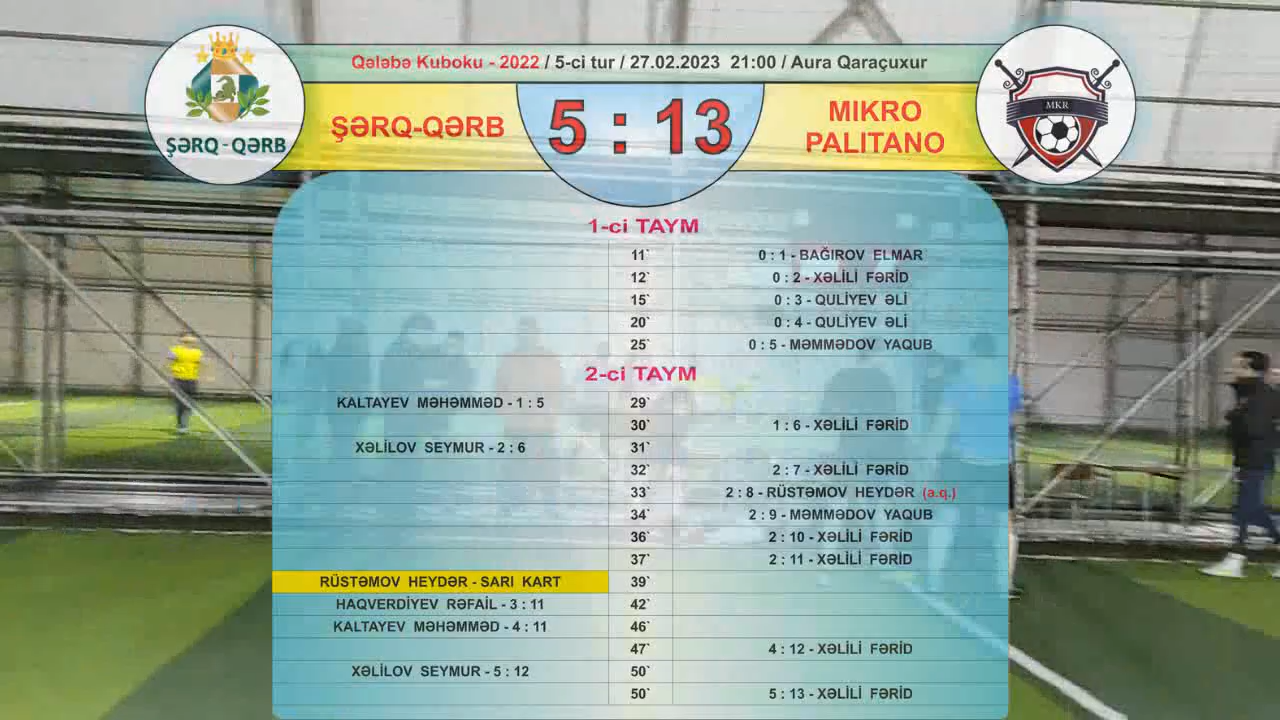 Qələbə Kuboku - 2022 / 5-ci tur / 27.02.2023 21:00 / Aura Qaraçuxur
ŞƏRQ-QƏRB 5 : 13 MIKRO PALITANO
ŞƏRQ - QƏRB
MKR
1-ci TAYM
11` 0 : 1 - BAĞIROV ELMAR
12` 0 : 2 - XƏLİLİ FƏRİD
15` 0 : 3 - QULİYEV ƏLİ
20` 0 : 4 - QULİYEV ƏLİ
25` 0 : 5 - MƏMMƏDOV YAQUB
2-ci TAYM
KALTAYEV MƏHƏMMƏD - 1 : 5 29`
30` 1 : 6 - XƏLİLİ FƏRİD
XƏLİLOV SEYMUR - 2 : 6 31`
32` 2 : 7 - XƏLİLİ FƏRİD
33` 2 : 8 - RÜSTƏMOV HEYDƏR (a.q.)
34` 2 : 9 - MƏMMƏDOV YAQUB
36` 2 : 10 - XƏLİLİ FƏRİD
37` 2 : 11 - XƏLİLİ FƏRİD
RÜSTƏMOV HEYDƏR - SARI KART 39`
HAQVERDİYEV RƏFAİL - 3 : 11 42`
KALTAYEV MƏHƏMMƏD - 4 : 11 46`
47` 4 : 12 - XƏLİLİ FƏRİD
XƏLİLOV SEYMUR - 5 : 12 50`
50` 5 : 13 - XƏLİLİ FƏRİD